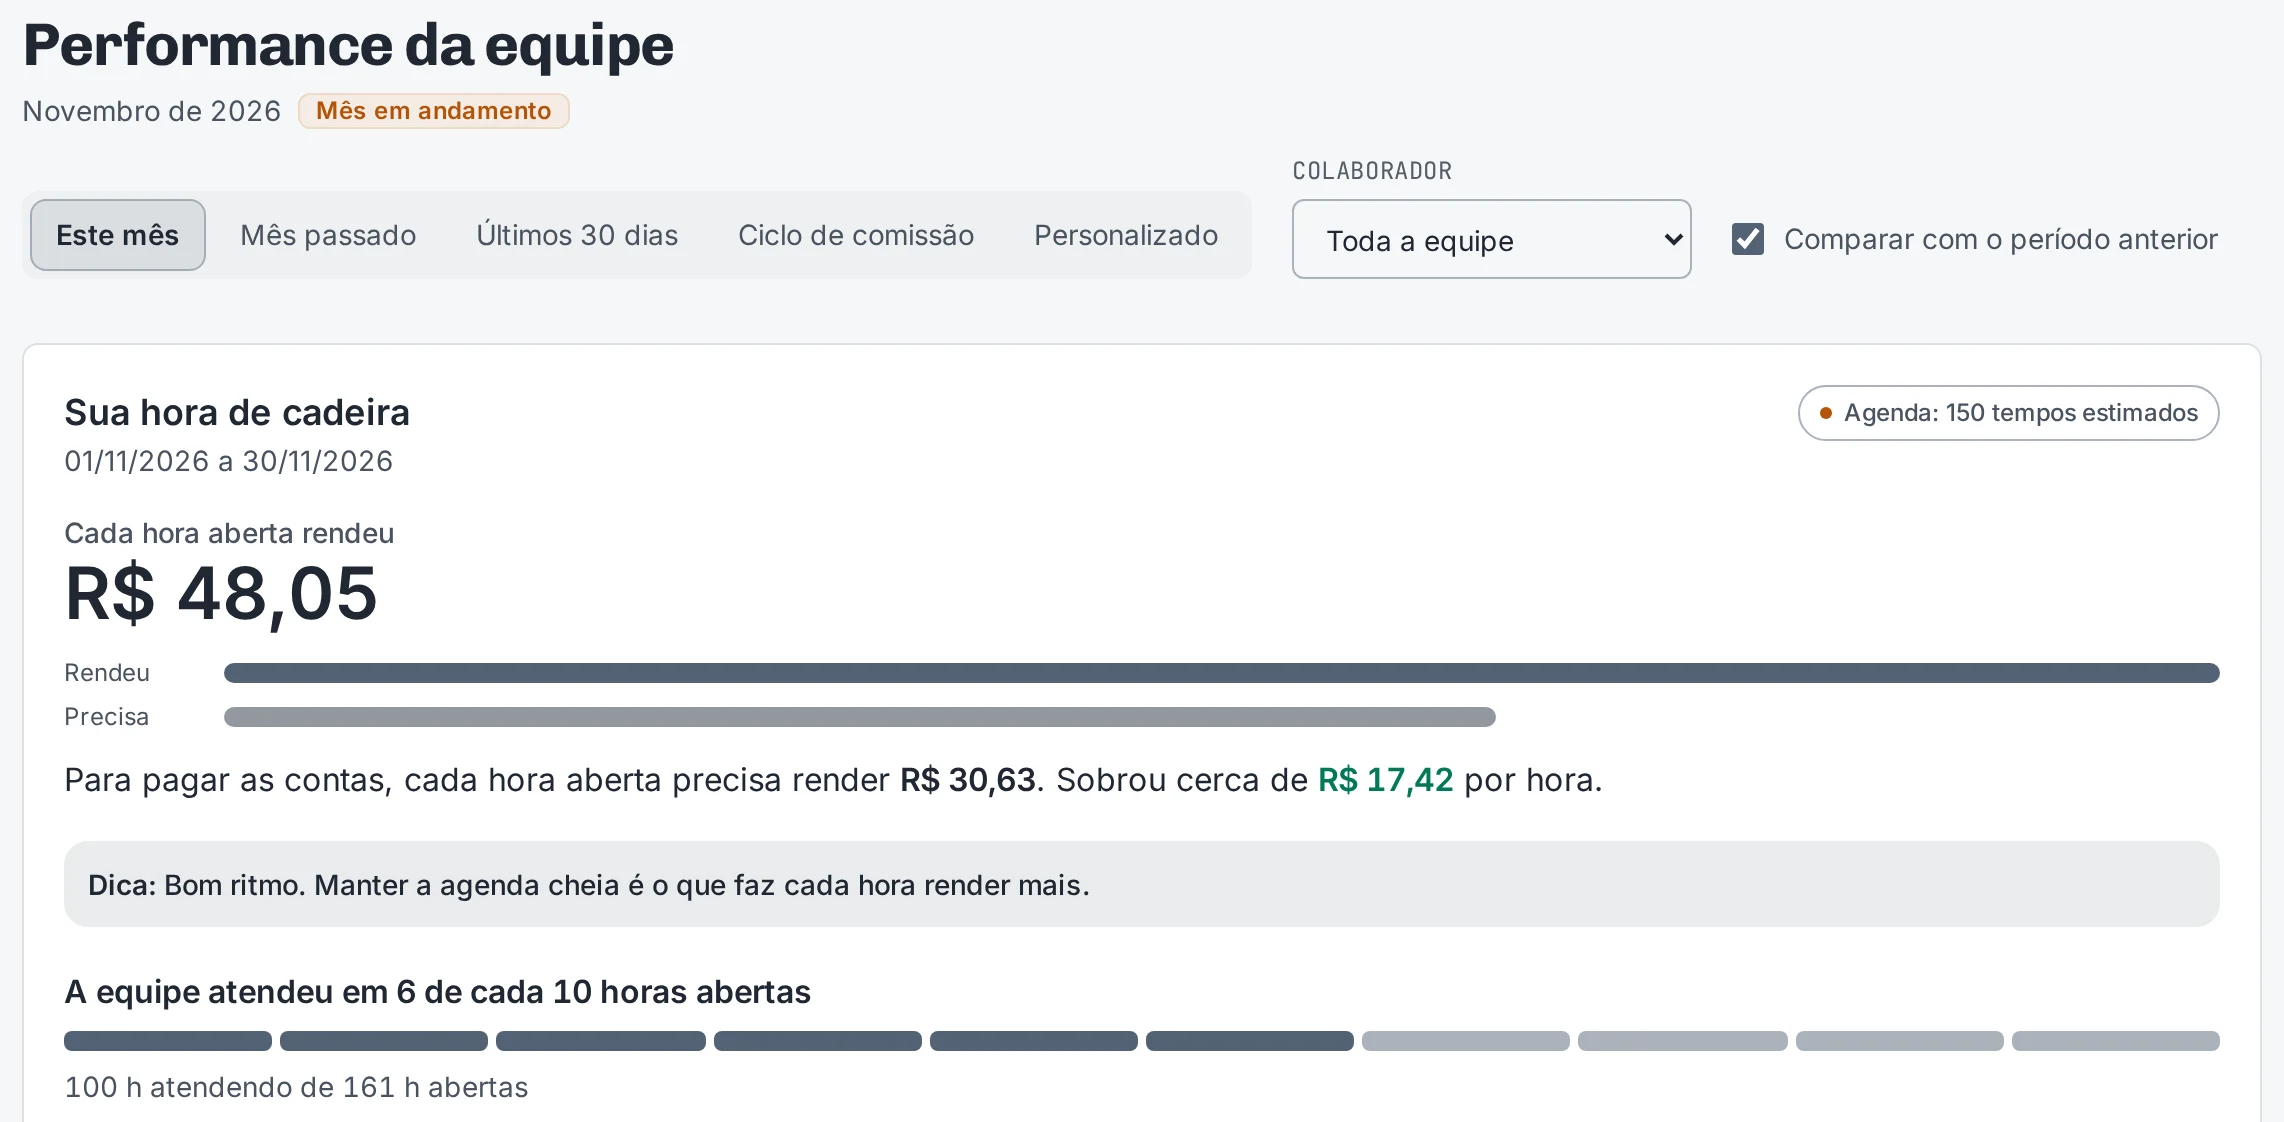 Performance da equipe
Novembro de 2026 Mês em andamento
COLABORADOR
Este mês Mês passado Últimos 30 dias Ciclo de comissão Personalizado Toda a equipe Comparar com o período anterior
Sua hora de cadeira Agenda: 150 tempos estimados
01/11/2026 a 30/11/2026
Cada hora aberta rendeu
R$ 48,05
Rendeu
Precisa
Para pagar as contas, cada hora aberta precisa render R$ 30,63. Sobrou cerca de R$ 17,42 por hora.
Dica: Bom ritmo. Manter a agenda cheia é o que faz cada hora render mais.
A equipe atendeu em 6 de cada 10 horas abertas
100 h atendendo de 161 h abertas